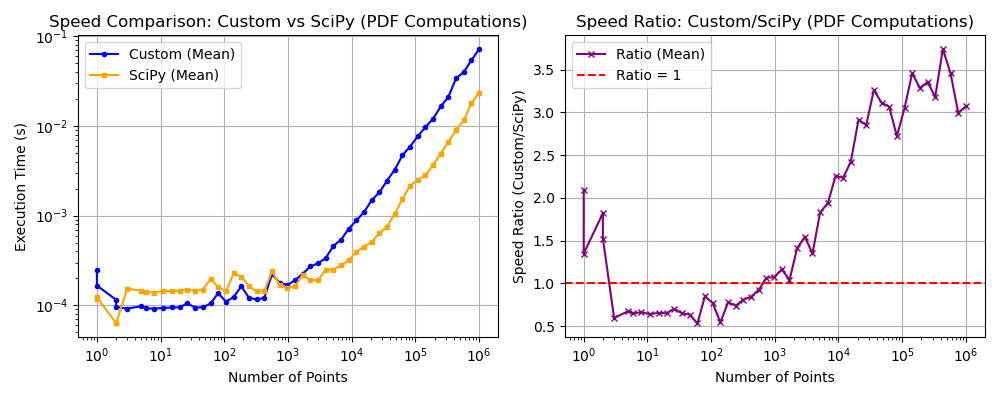 Speed Comparison: Custom vs SciPy (PDF Computations)
Execution Time (s)
10⁻¹
10⁻²
10⁻³
10⁻⁴
Custom (Mean)
SciPy (Mean)
10⁰ 10¹ 10² 10³ 10⁴ 10⁵ 10⁶
Number of Points
Speed Ratio: Custom/SciPy (PDF Computations)
Speed Ratio (Custom/SciPy)
3.5
3.0
2.5
2.0
1.5
1.0
0.5
Ratio (Mean)
Ratio = 1
10⁰ 10¹ 10² 10³ 10⁴ 10⁵ 10⁶
Number of Points